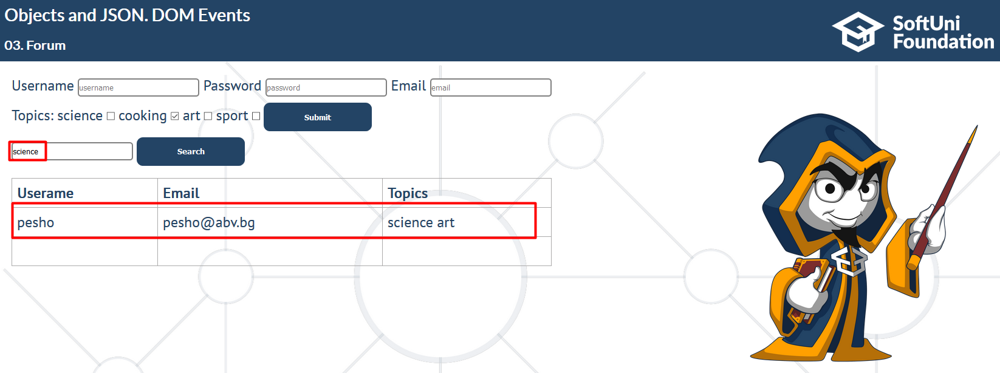 Objects and JSON. DOM Events
SoftUni
Foundation
03. Forum
Username username Password password Email email
Topics: science cooking art sport Submit
science Search
Userame Email Topics
pesho pesho@abv.bg science art